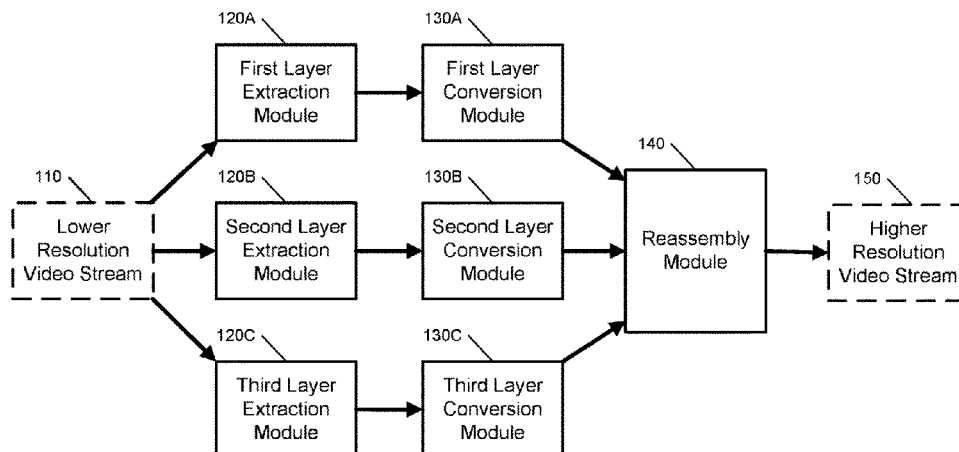 120A
First Layer
Extraction
Module
130A
First Layer
Conversion
Module
110
Lower
Resolution
Video Stream
120B
Second Layer
Extraction
Module
130B
Second Layer
Conversion
Module
140
Reassembly
Module
150
Higher
Resolution
Video Stream
120C
Third Layer
Extraction
Module
130C
Third Layer
Conversion
Module